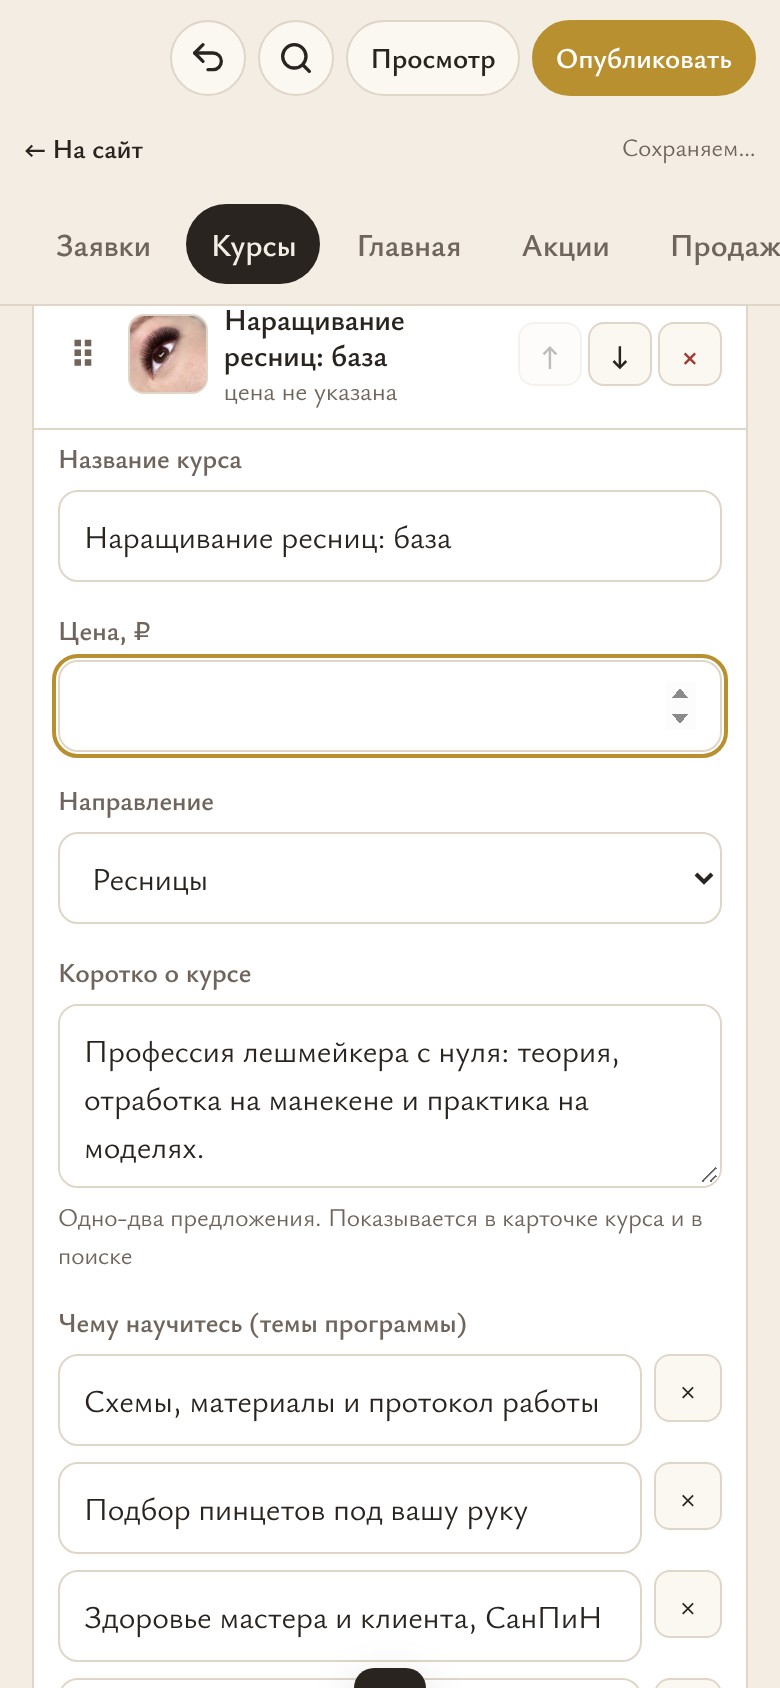 Просмотр
Опубликовать
← На сайт
Сохраняем...
Заявки
Курсы
Главная
Акции
Продаж
Наращивание
ресниц: база
цена не указана
↑
↓
×
Название курса
Наращивание ресниц: база
Цена, ₽
Направление
Ресницы
Коротко о курсе
Профессия лешмейкера с нуля: теория,
отработка на манекене и практика на
моделях.
Одно-два предложения. Показывается в карточке курса и в
поиске
Чему научитесь (темы программы)
Схемы, материалы и протокол работы
×
Подбор пинцетов под вашу руку
×
Здоровье мастера и клиента, СанПиН
×